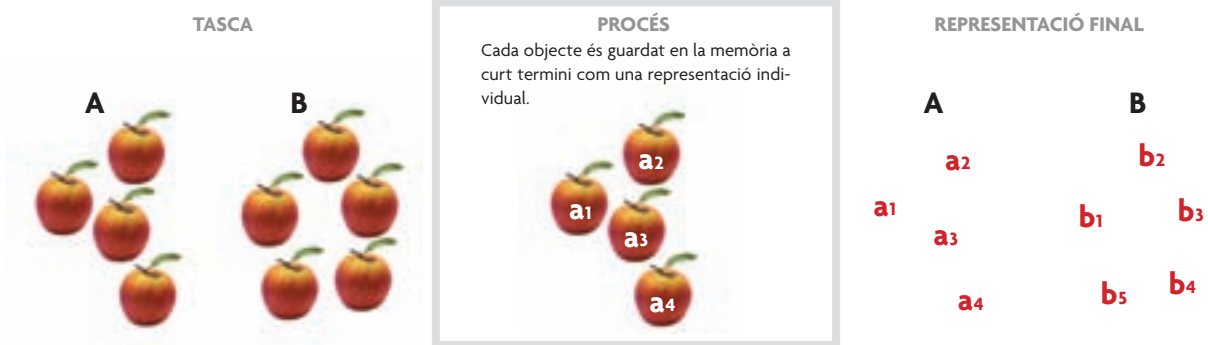 TASCA
A
B
PROCÉS
Cada objecte és guardat en la memòria a
curt termini com una representació indi-
vidual.
a2
a1
a3
a4
REPRESENTACIÓ FINAL
A
B
a2
a1
a3
a4
b2
b1
b3
b5
b4